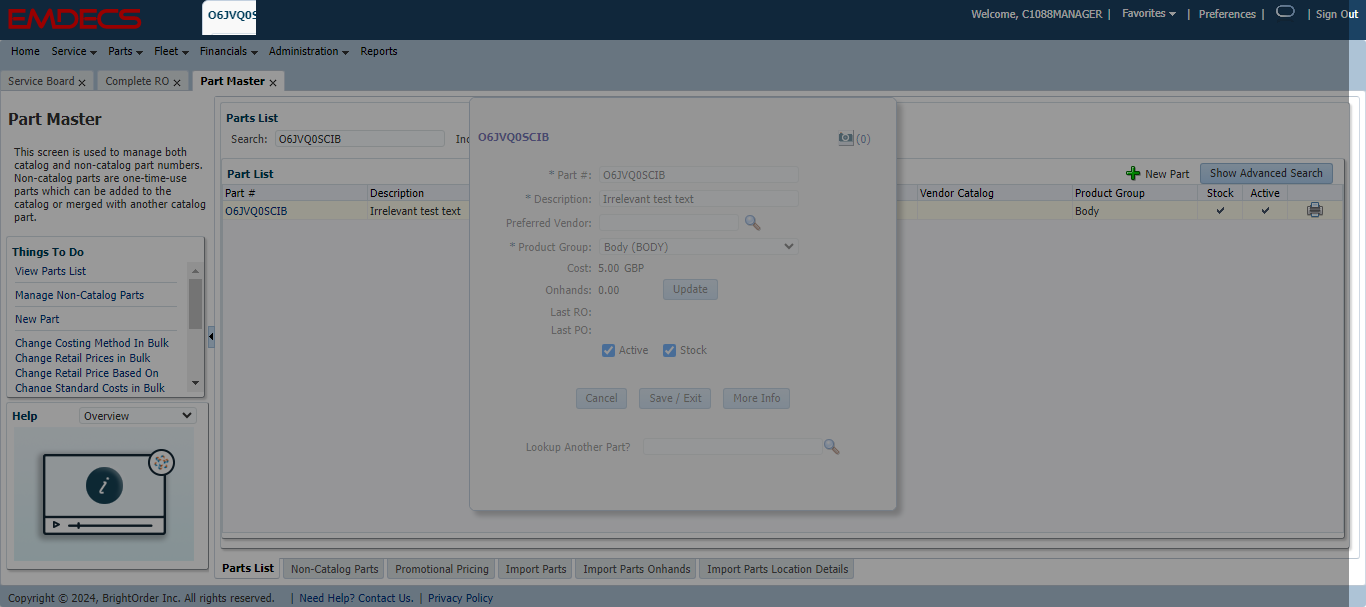 EMDECS
O6JVQ0S
Welcome, C1088MANAGER | Favorites | Preferences | | Sign Out
Home Service Parts Fleet Financials Administration Reports
Service Board x Complete RO x Part Master x
Part Master
This screen is used to manage both
catalog and non-catalog part numbers.
Non-catalog parts are one-time-use
parts which can be added to the
catalog or merged with another catalog
part.
Things To Do
View Parts List
Manage Non-Catalog Parts
New Part
Change Costing Method In Bulk
Change Retail Prices in Bulk
Change Retail Price Based On
Change Standard Costs in Bulk
Help Overview
i
Parts List
Search: O6JVQ0SCIB Inc
Part List
New Part Show Advanced Search
Part # Description Vendor Catalog Product Group Stock Active
O6JVQ0SCIB Irrelevant test text Body
O6JVQ0SCIB (0)
* Part #: O6JVQ0SCIB
* Description: Irrelevant test text
Preferred Vendor:
* Product Group: Body (BODY)
Cost: 5.00 GBP
Onhands: 0.00 Update
Last RO:
Last PO:
Active Stock
Cancel Save / Exit More Info
Lookup Another Part?
Parts List Non-Catalog Parts Promotional Pricing Import Parts Import Parts Onhands Import Parts Location Details
Copyright © 2024, BrightOrder Inc. All rights reserved. | Need Help? Contact Us. | Privacy Policy